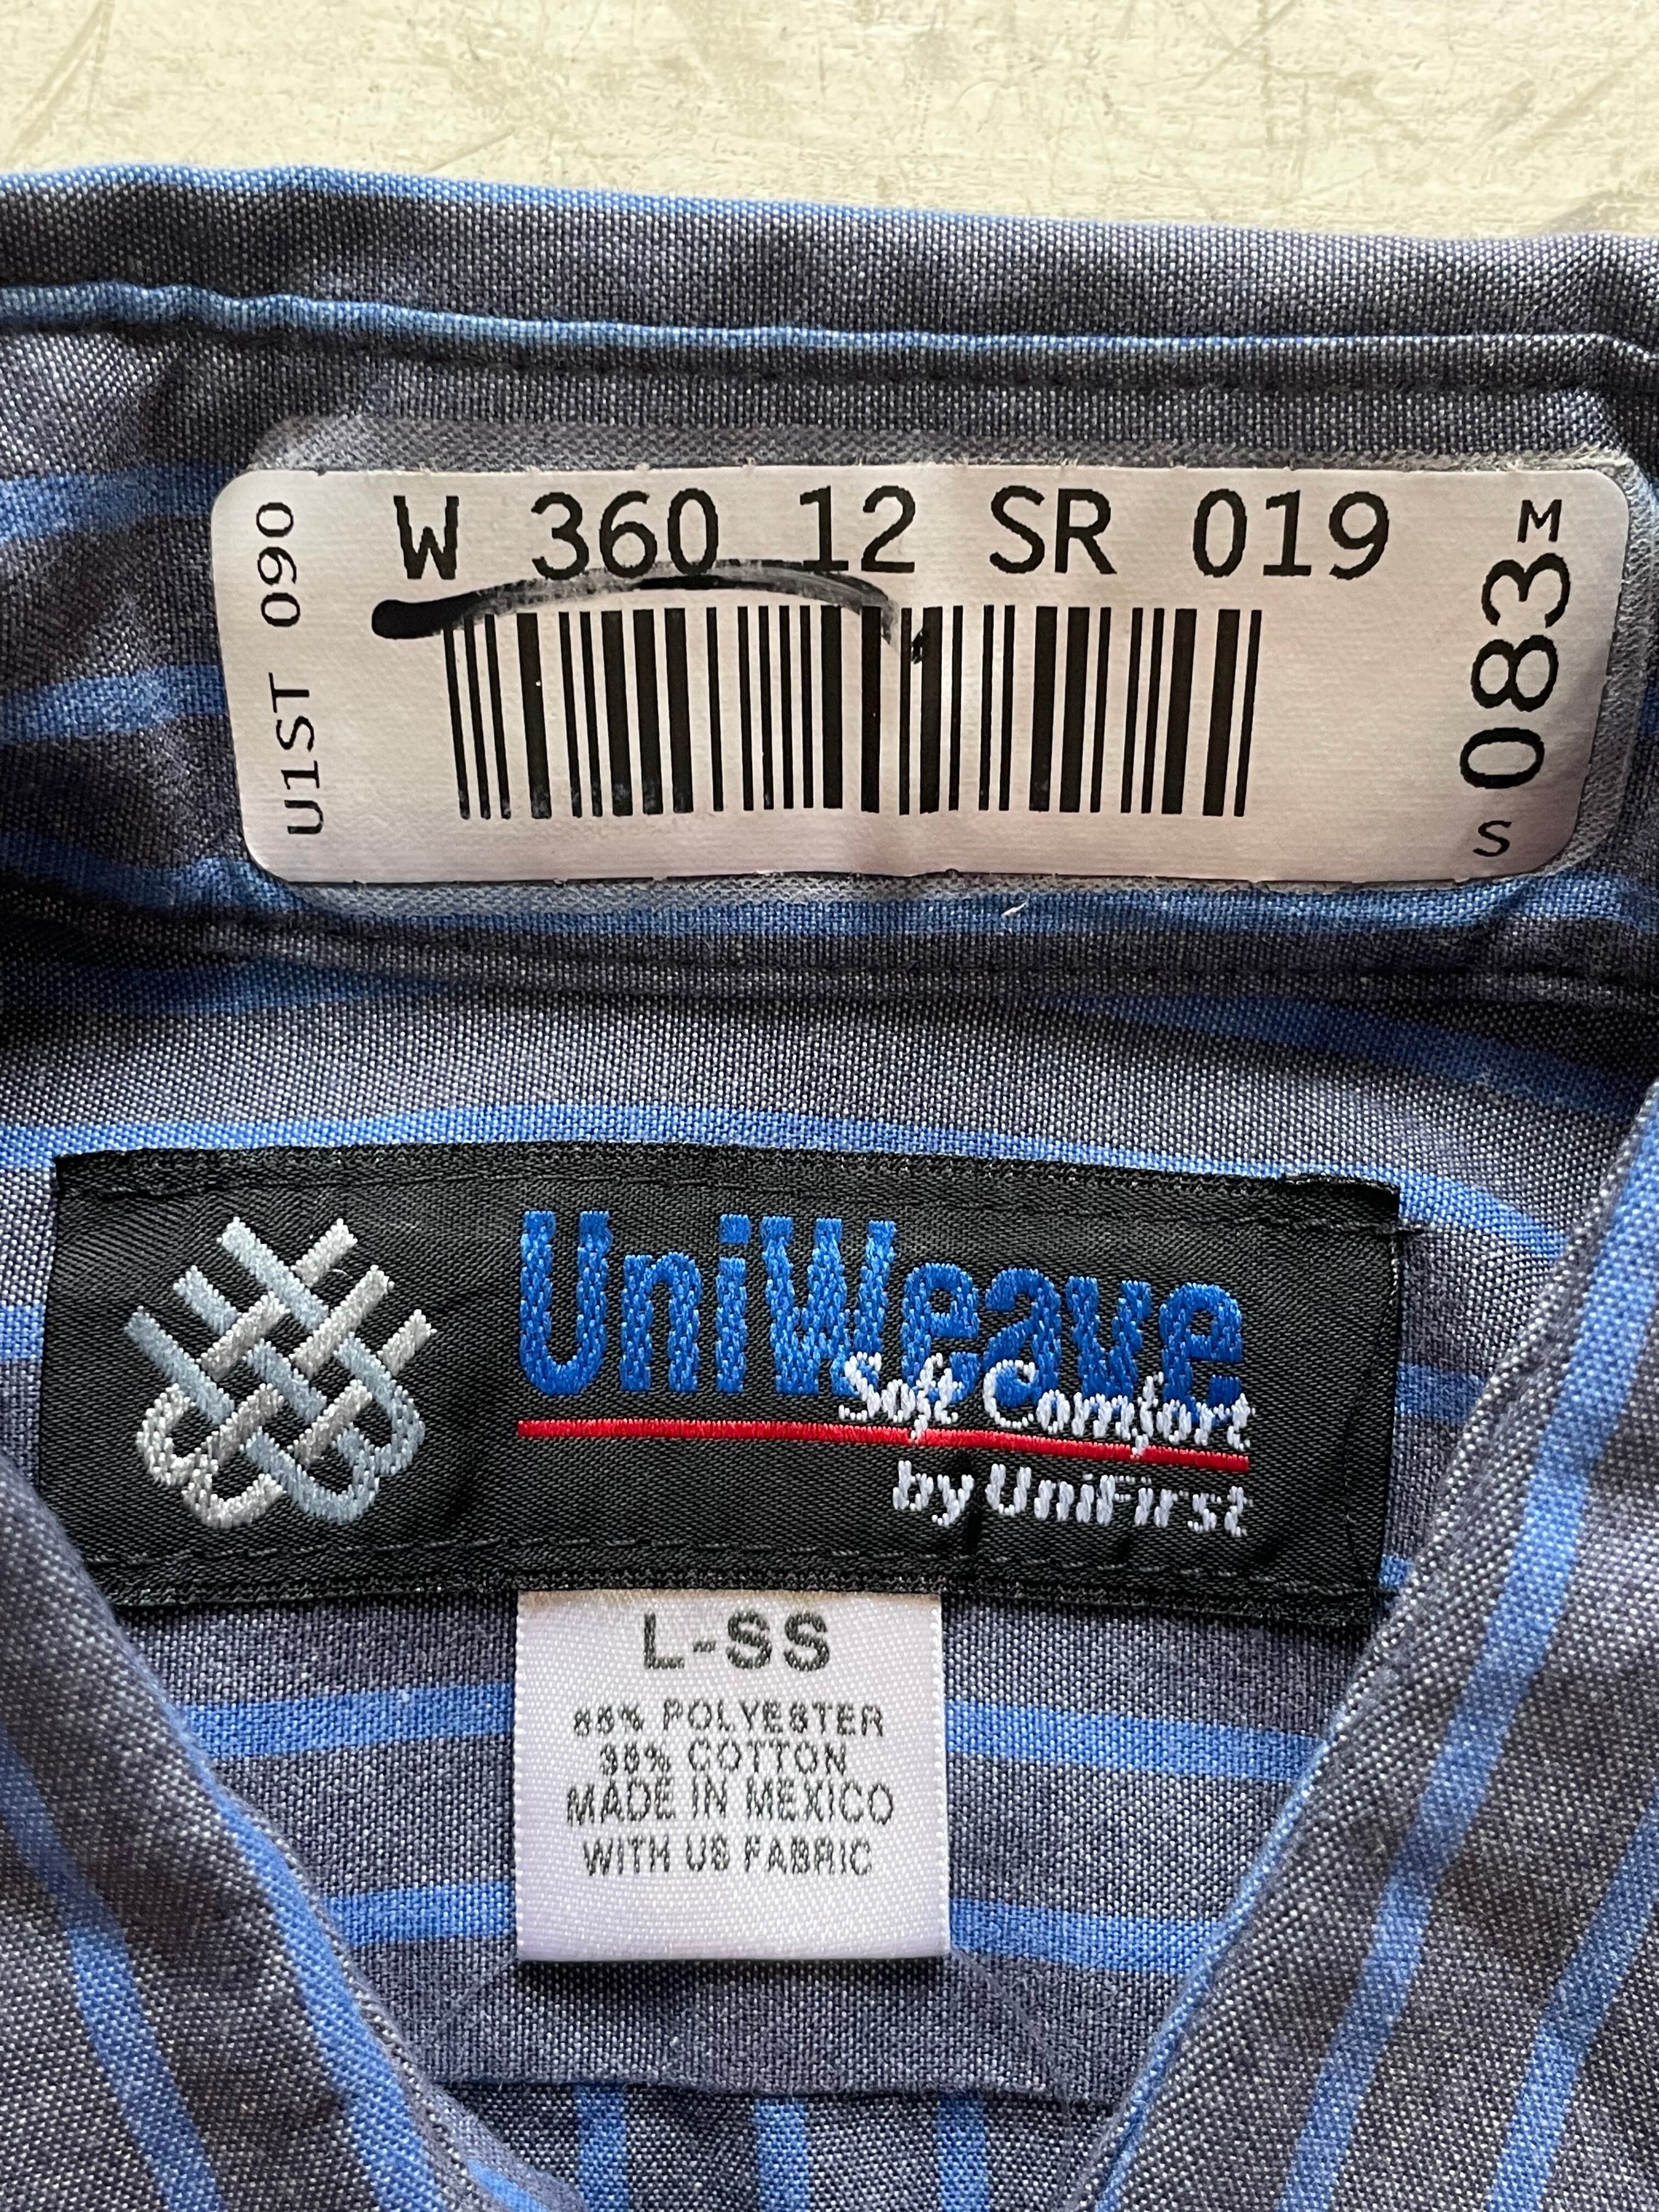 W 360 12 SR 019
U1ST 090
S 083 M
UniWeave
Soft Comfort
by UniFirst
L-SS
65% POLYESTER
35% COTTON
MADE IN MEXICO
WITH US FABRIC